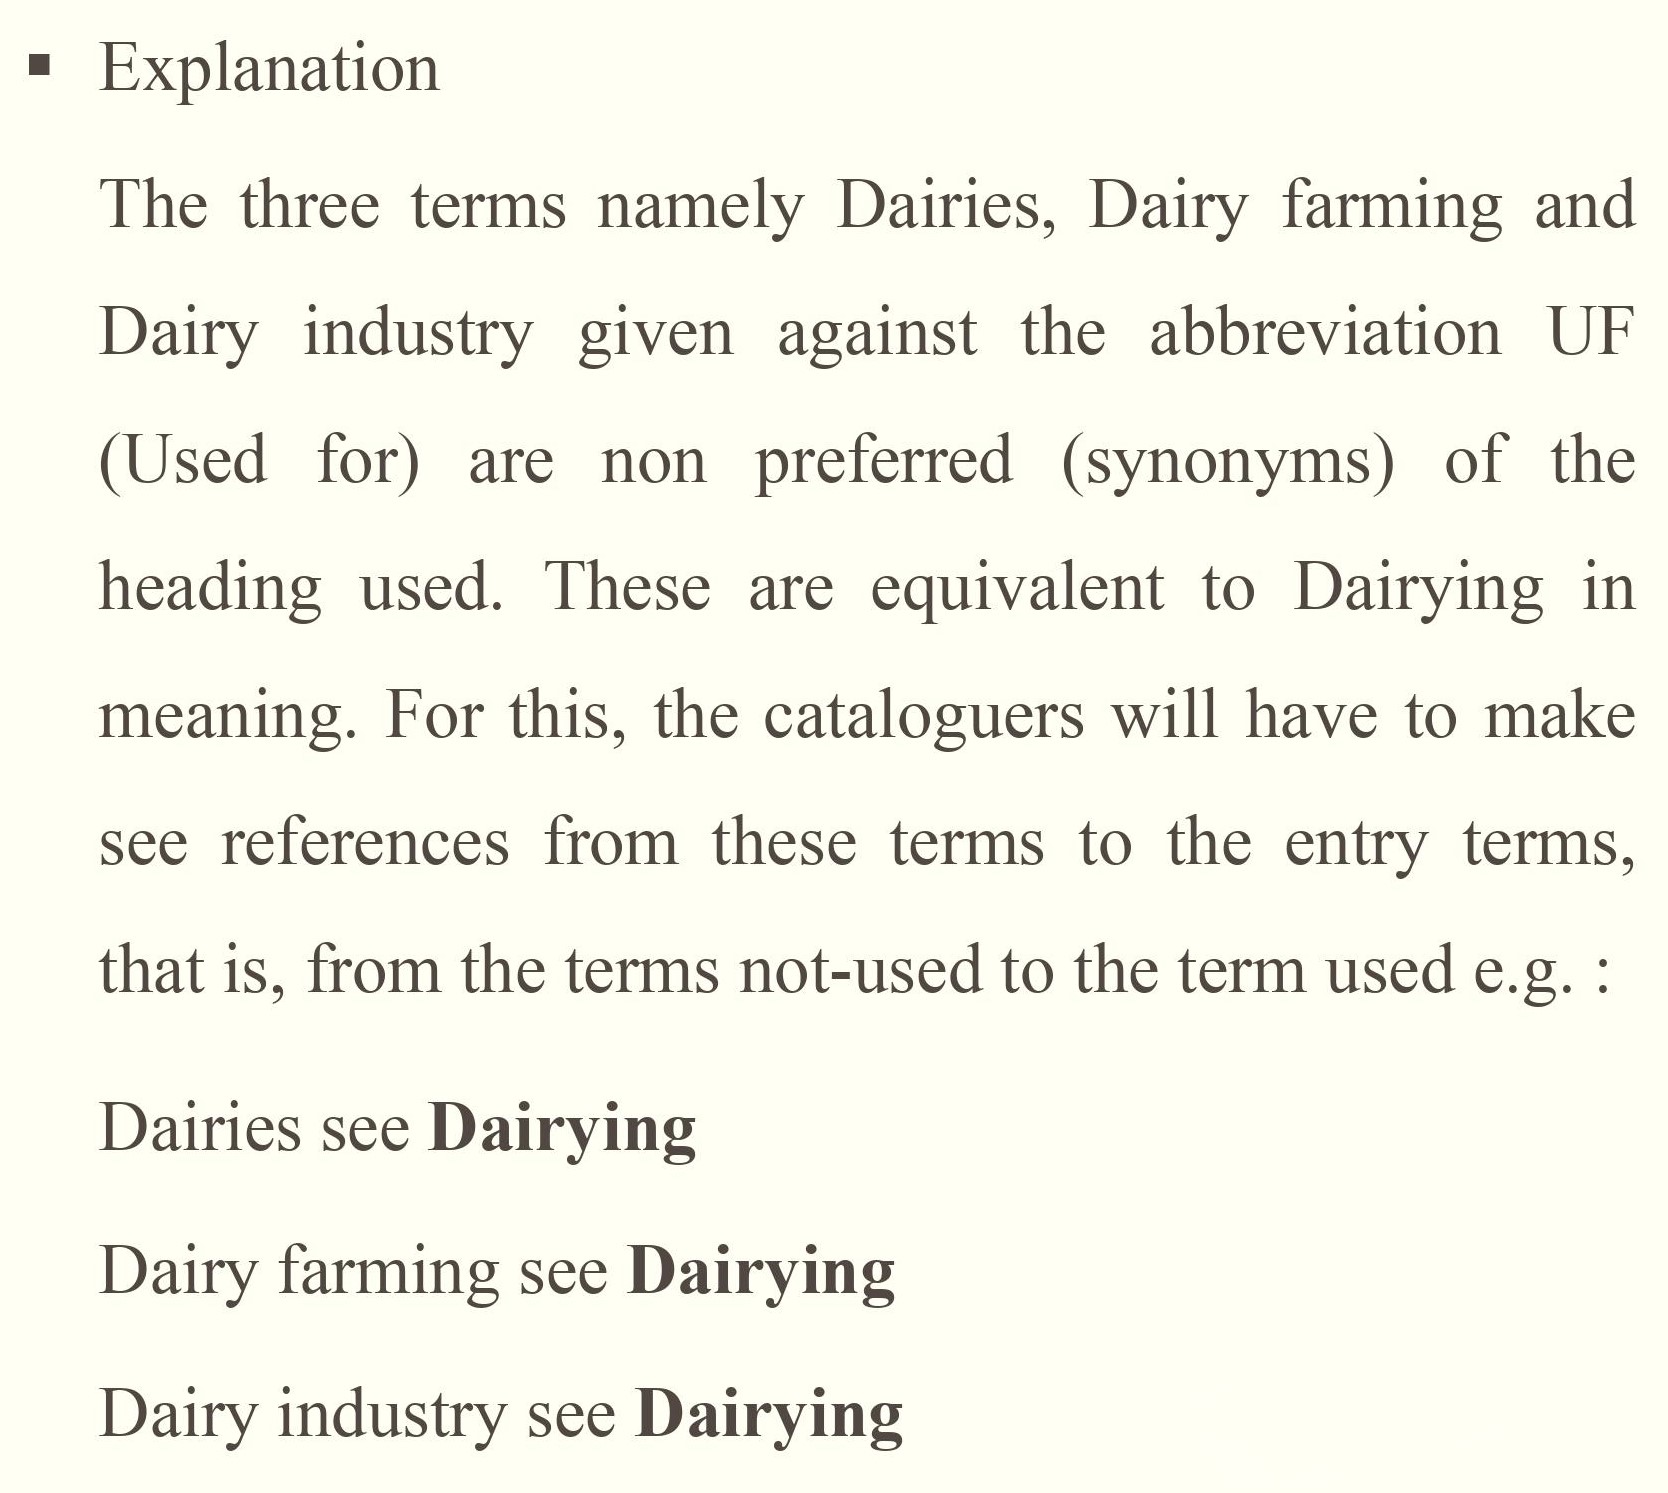 ▪ Explanation
The three terms namely Dairies, Dairy farming and
Dairy industry given against the abbreviation UF
(Used for) are non preferred (synonyms) of the
heading used. These are equivalent to Dairying in
meaning. For this, the cataloguers will have to make
see references from these terms to the entry terms,
that is, from the terms not-used to the term used e.g. :
Dairies see Dairying
Dairy farming see Dairying
Dairy industry see Dairying